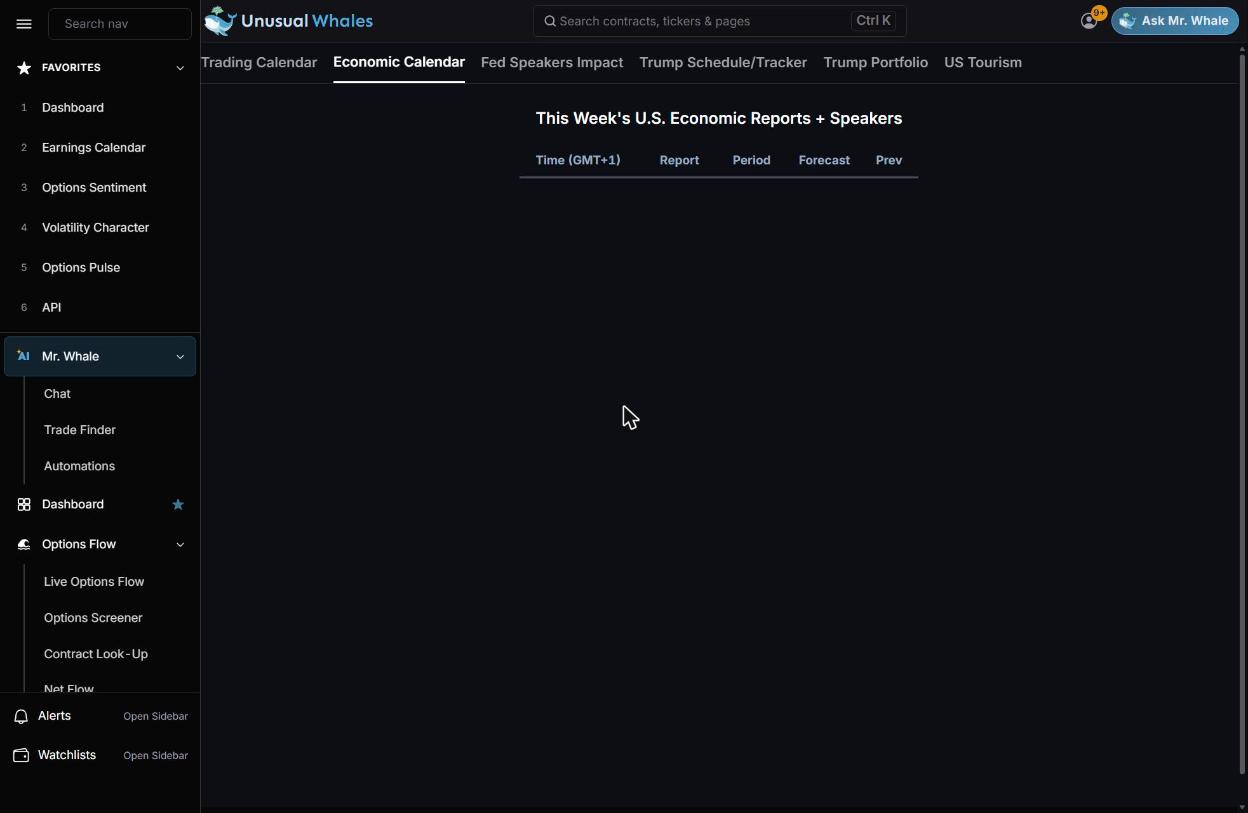 Search nav
Unusual Whales
Search contracts, tickers & pages
Ctrl K
9+
Ask Mr. Whale
FAVORITES
1 Dashboard
2 Earnings Calendar
3 Options Sentiment
4 Volatility Character
5 Options Pulse
6 API
AI Mr. Whale
Chat
Trade Finder
Automations
Dashboard
Options Flow
Live Options Flow
Options Screener
Contract Look-Up
Net Flow
Alerts Open Sidebar
Watchlists Open Sidebar
Trading Calendar Economic Calendar Fed Speakers Impact Trump Schedule/Tracker Trump Portfolio US Tourism
This Week's U.S. Economic Reports + Speakers
Time (GMT+1) Report Period Forecast Prev